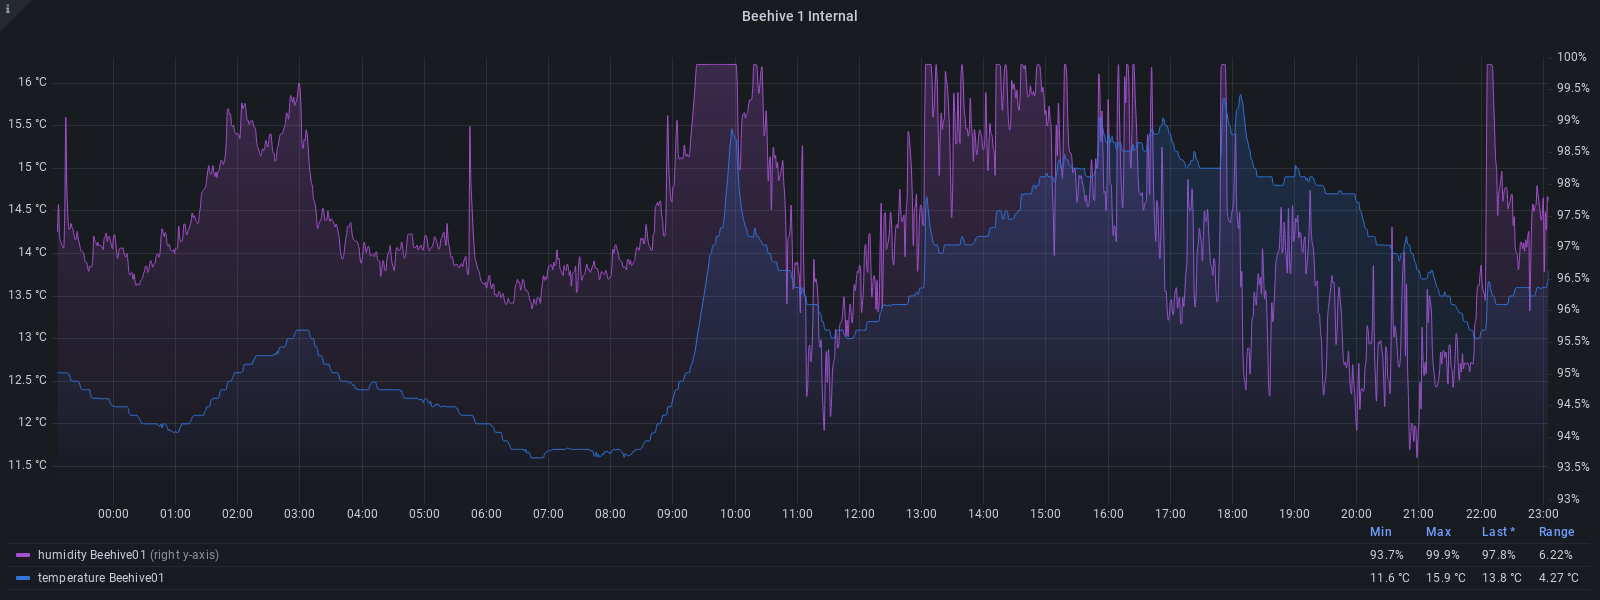 i
Beehive 1 Internal
100%
16 °C
99.5%
15.5 °C
99%
15 °C
98.5%
98%
14.5 °C
97.5%
14 °C
97%
13.5 °C
96.5%
96%
13 °C
95.5%
12.5 °C
95%
94.5%
12 °C
94%
11.5 °C
93.5%
93%
00:00 01:00 02:00 03:00 04:00 05:00 06:00 07:00 08:00 09:00 10:00 11:00 12:00 13:00 14:00 15:00 16:00 17:00 18:00 19:00 20:00 21:00 22:00 23:00
Min Max Last * Range
humidity Beehive01 (right y-axis) 93.7% 99.9% 97.8% 6.22%
temperature Beehive01 11.6 °C 15.9 °C 13.8 °C 4.27 °C